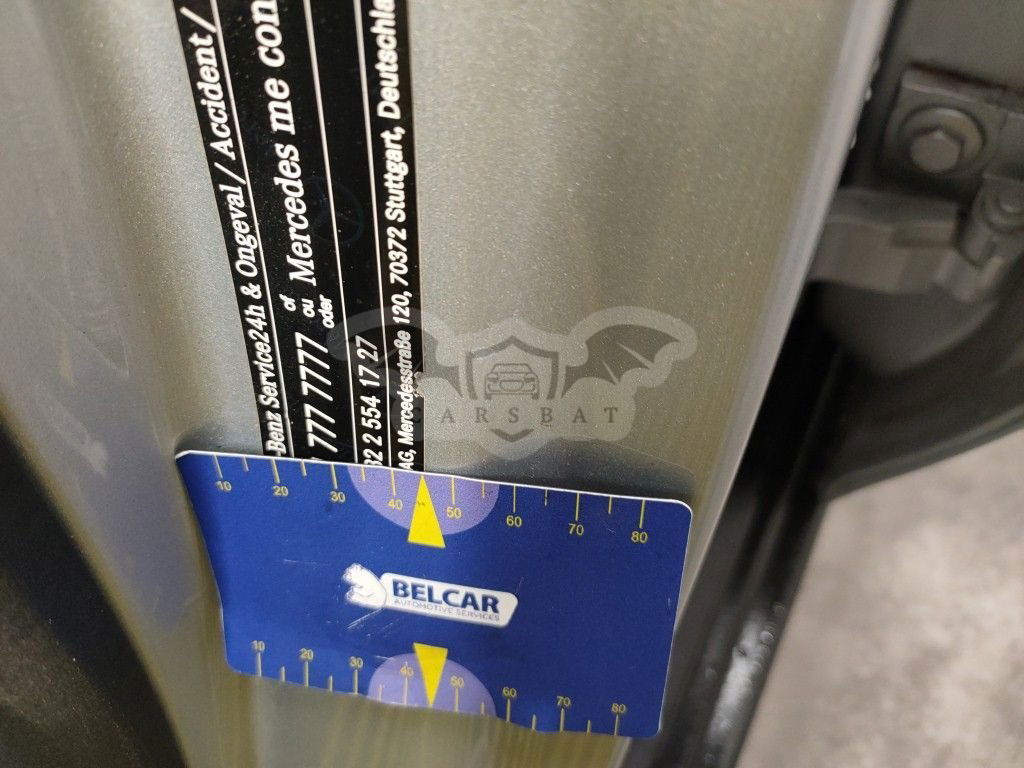 -Benz Service24h & Ongeval/Accident/
777 7777 of ou oder Mercedes me con
32 2 554 17 27
AG, Mercedesstraße 120, 70372 Stuttgart, Deutschla
CARSBAT
10 20 30 40 50 60 70 80
BELCAR
AUTOMOTIVE SERVICES
10 20 30 40 50 60 70 80